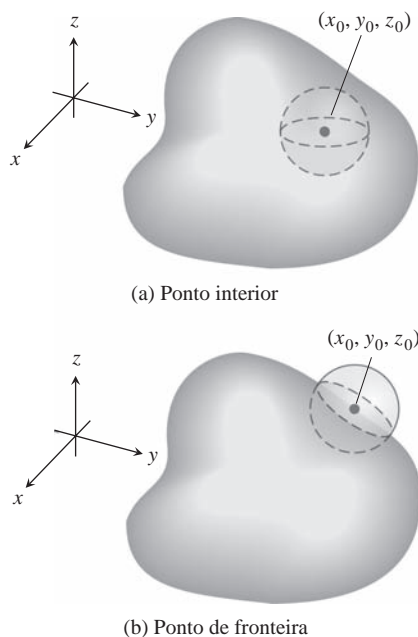 (x₀, y₀, z₀)
z
y
x
(a) Ponto interior
(x₀, y₀, z₀)
z
y
x
(b) Ponto de fronteira